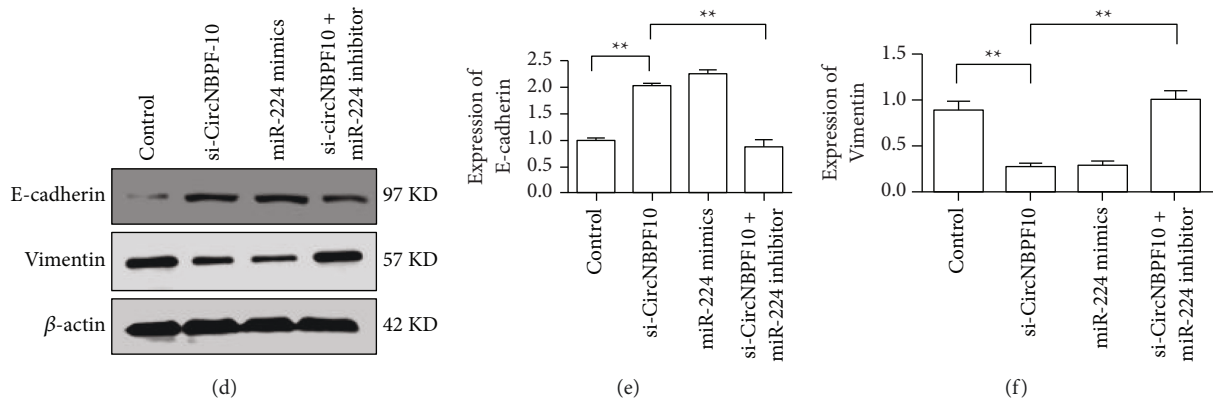 Control
si-CircNBPF-10
miR-224 mimics
si-circNBPF10 +
miR-224 inhibitor
E-cadherin
97 KD
Vimentin
57 KD
β-actin
42 KD
(d)
Expression of
E-cadherin
2.5
2.0
1.5
1.0
0.5
0.0
**
**
Control
si-CircNBPF10
miR-224 mimics
si-CircNBPF10 +
miR-224 inhibitor
(e)
Expression of
Vimentin
1.5
1.0
0.5
0.0
**
**
Control
si-CircNBPF10
miR-224 mimics
si-CircNBPF10 +
miR-224 inhibitor
(f)